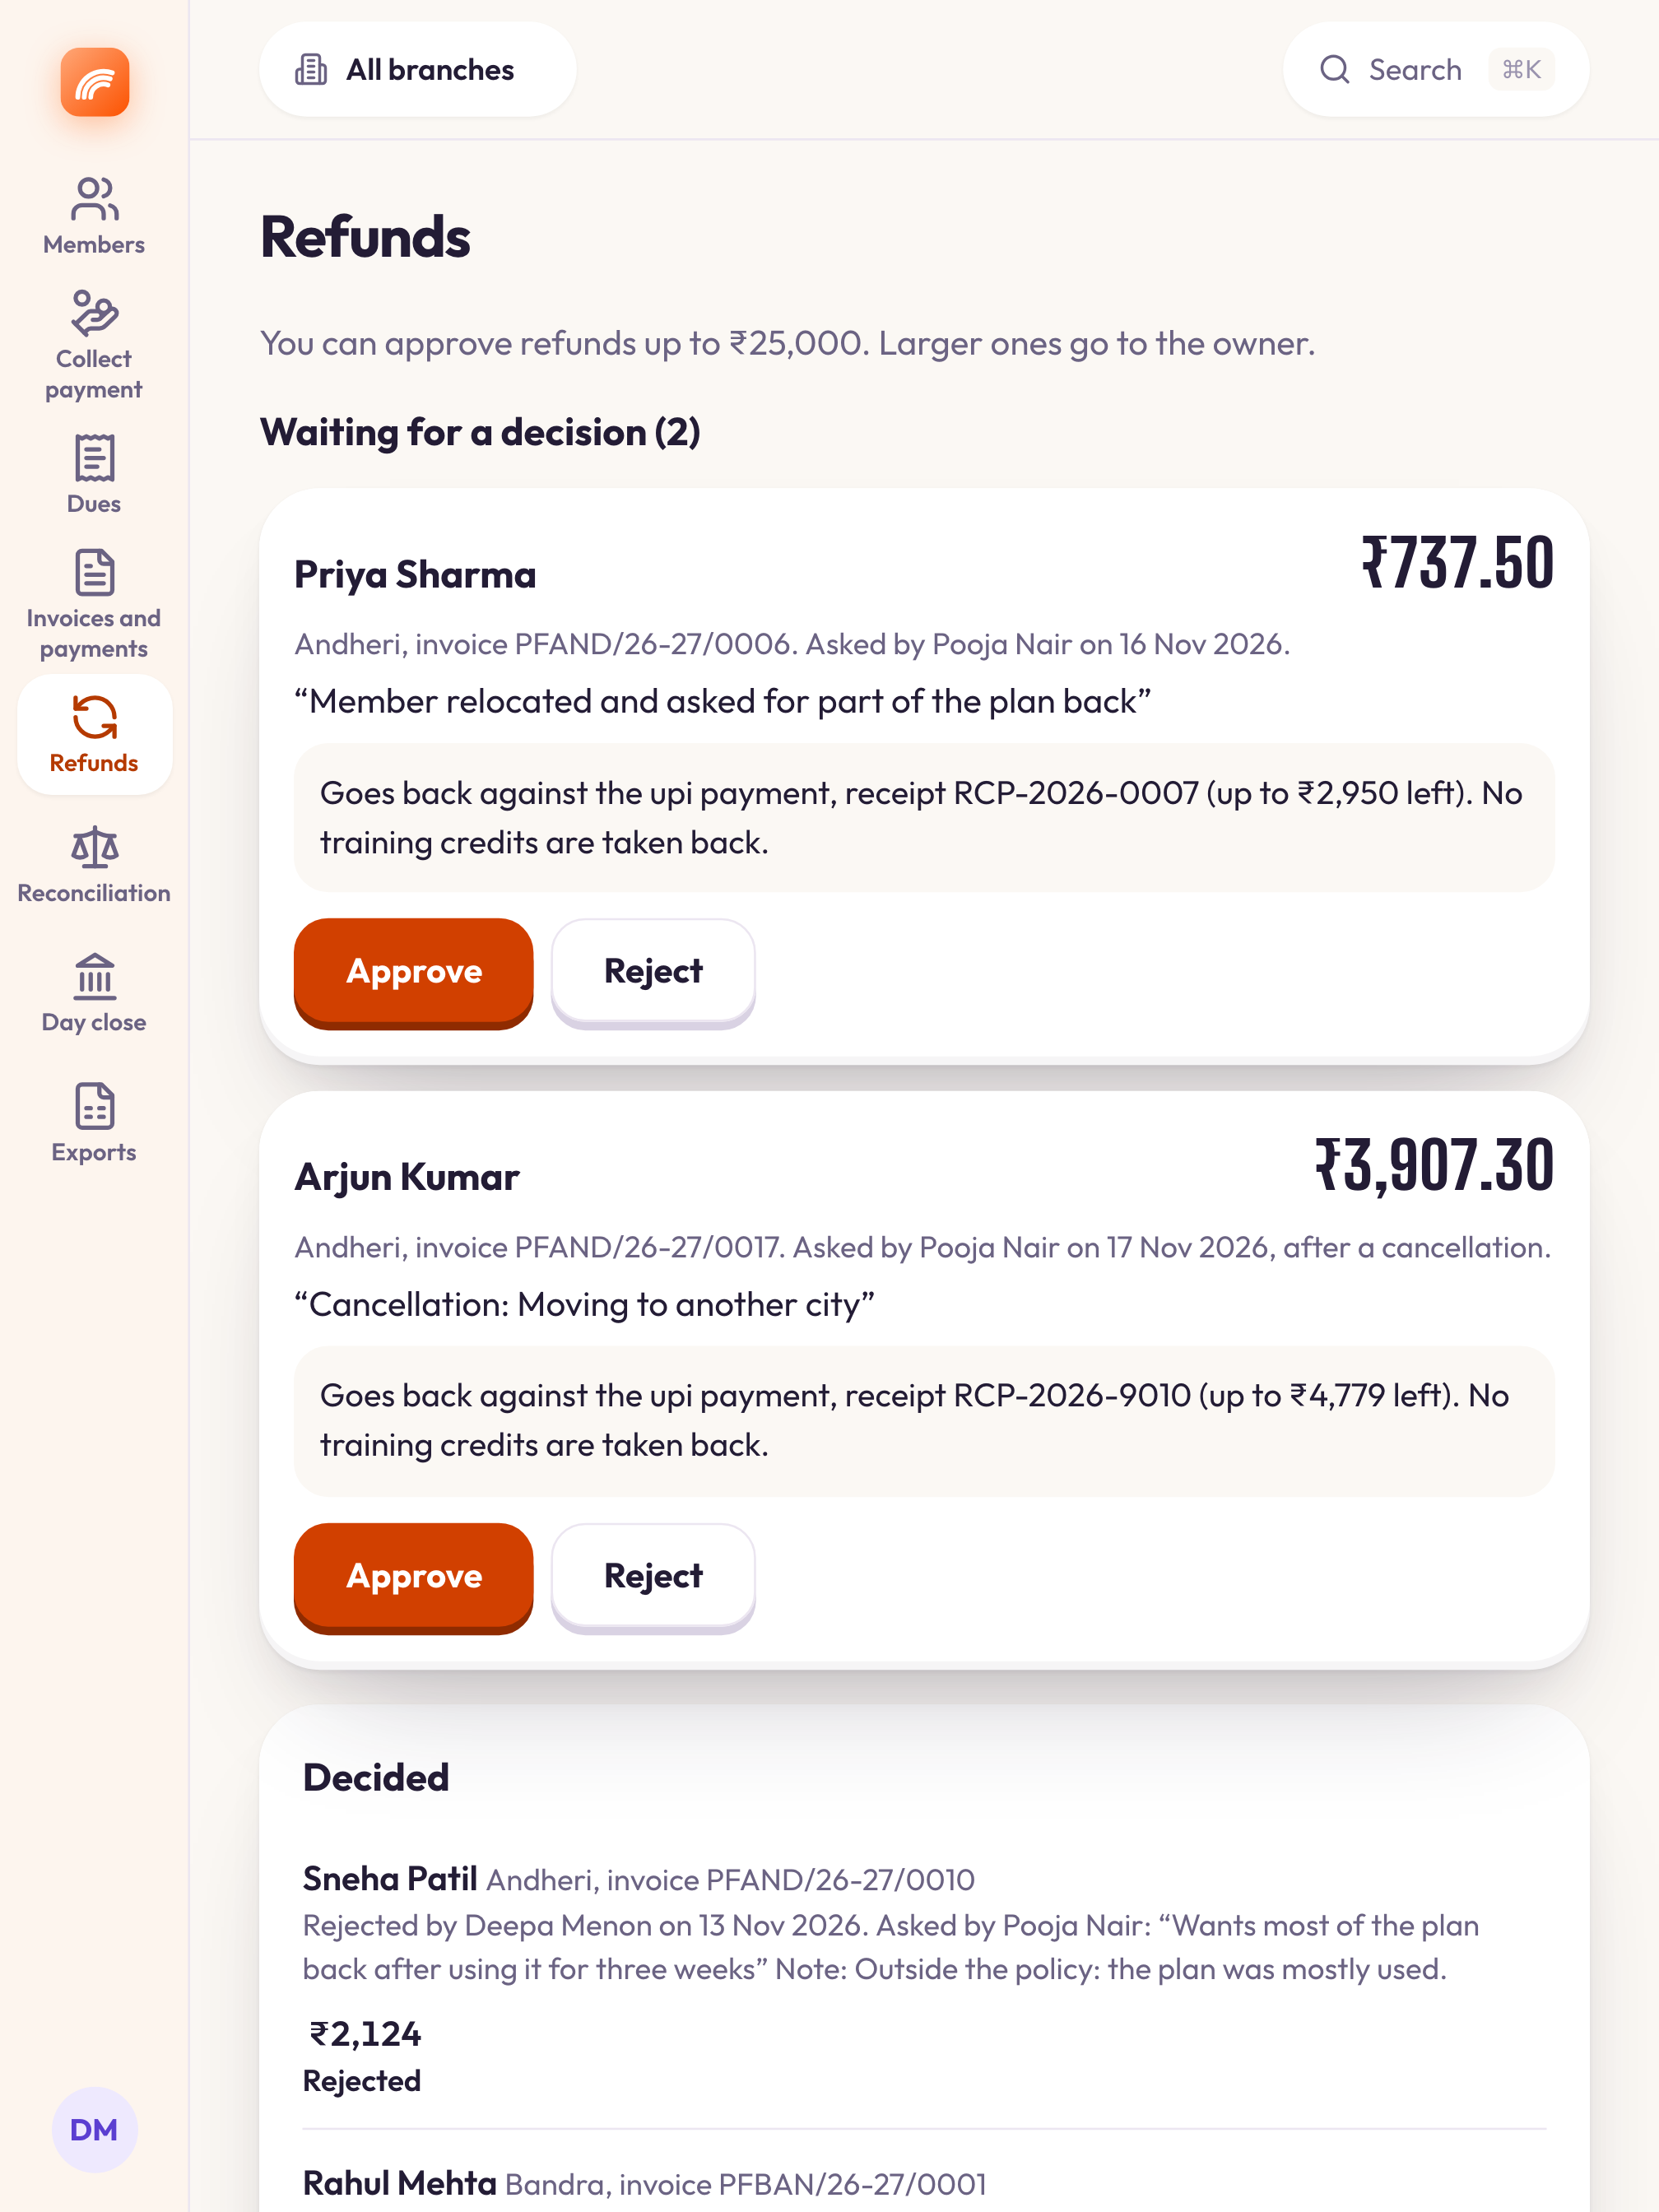 All branches
Search ⌘K
Members
Collect
payment
Dues
Invoices and
payments
Refunds
Reconciliation
Day close
Exports
DM
Refunds
You can approve refunds up to ₹25,000. Larger ones go to the owner.
Waiting for a decision (2)
Priya Sharma
₹737.50
Andheri, invoice PFAND/26-27/0006. Asked by Pooja Nair on 16 Nov 2026.
“Member relocated and asked for part of the plan back”
Goes back against the upi payment, receipt RCP-2026-0007 (up to ₹2,950 left). No
training credits are taken back.
Approve
Reject
Arjun Kumar
₹3,907.30
Andheri, invoice PFAND/26-27/0017. Asked by Pooja Nair on 17 Nov 2026, after a cancellation.
“Cancellation: Moving to another city”
Goes back against the upi payment, receipt RCP-2026-9010 (up to ₹4,779 left). No
training credits are taken back.
Approve
Reject
Decided
Sneha Patil Andheri, invoice PFAND/26-27/0010
Rejected by Deepa Menon on 13 Nov 2026. Asked by Pooja Nair: “Wants most of the plan
back after using it for three weeks” Note: Outside the policy: the plan was mostly used.
₹2,124
Rejected
Rahul Mehta Bandra, invoice PFBAN/26-27/0001